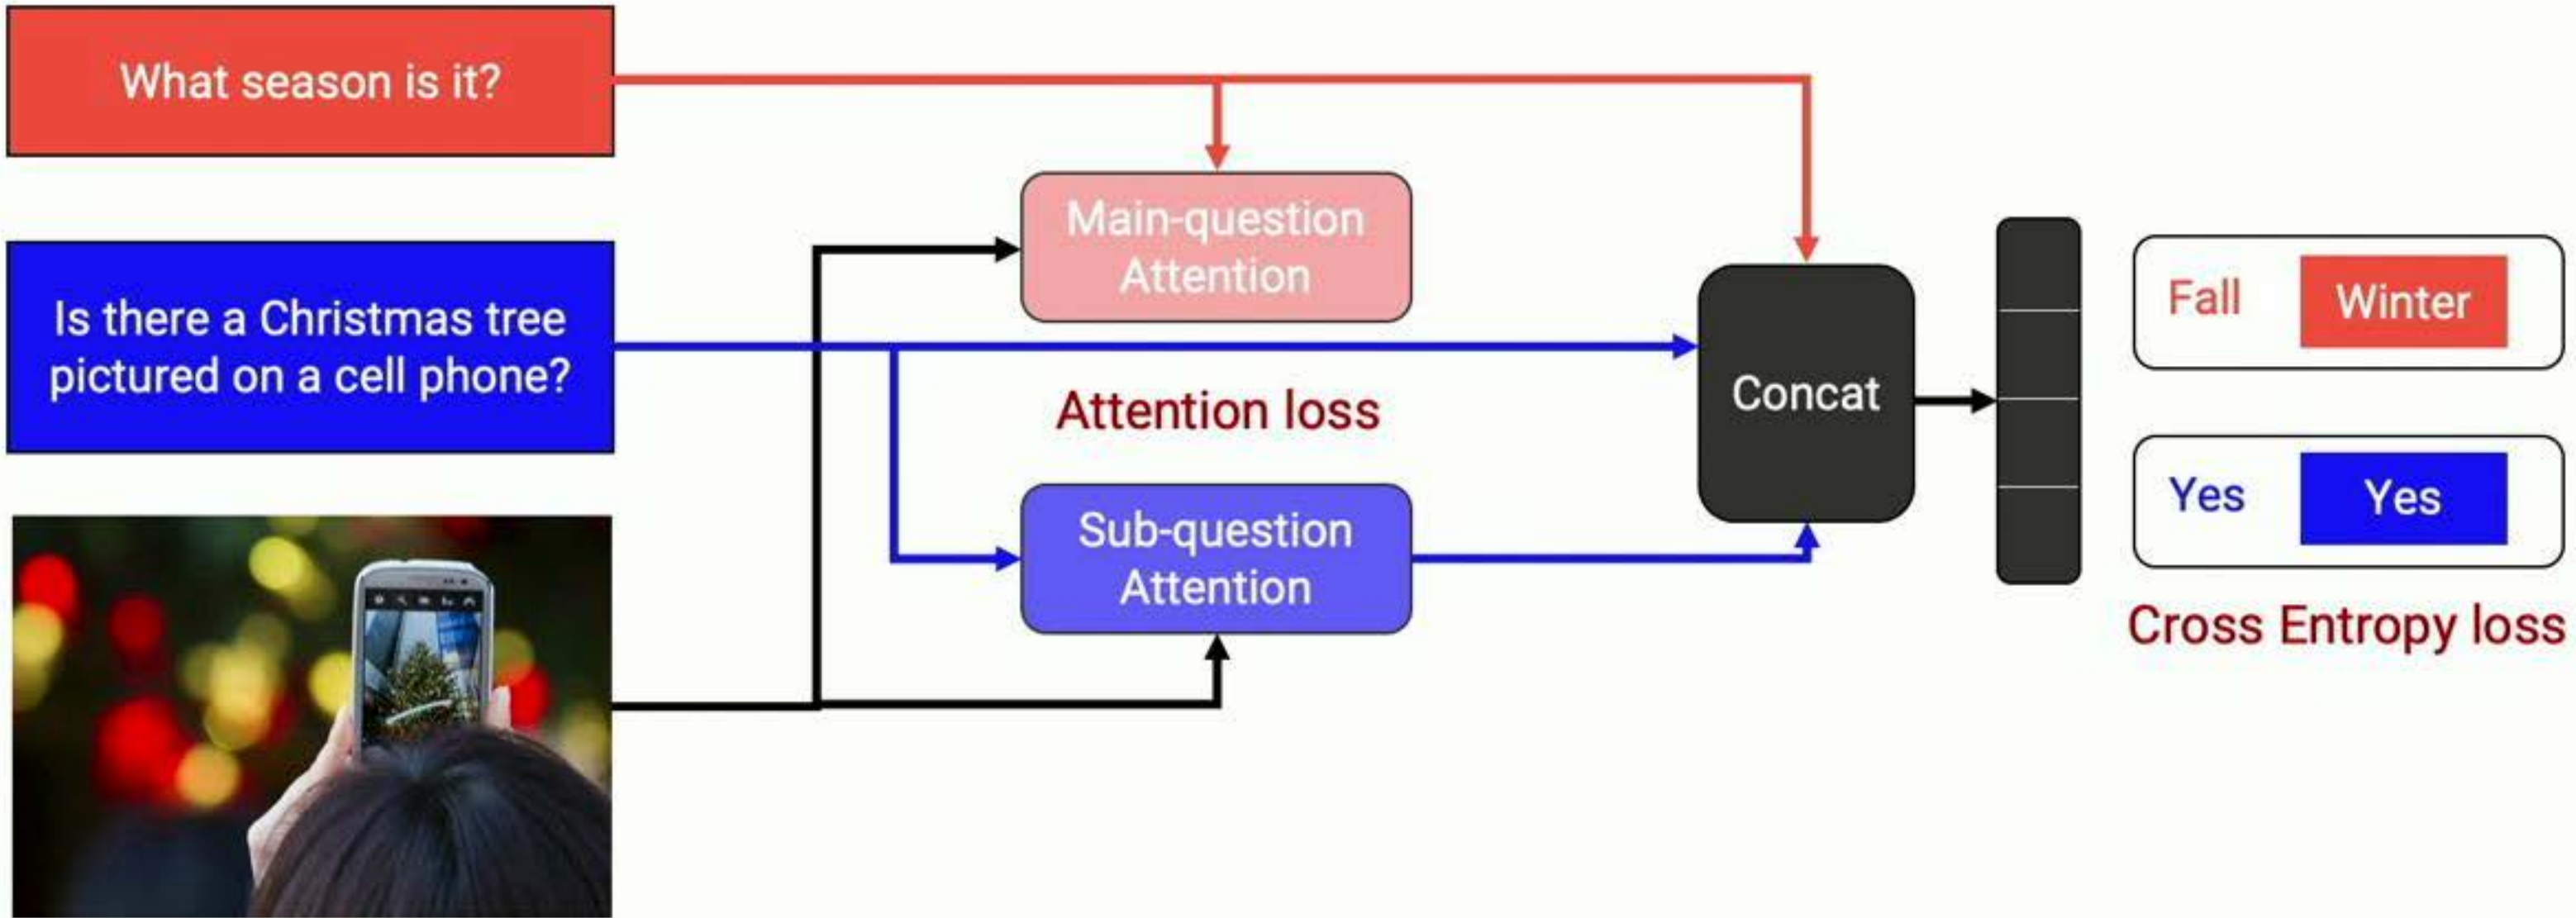 What season is it?
Is there a Christmas tree
pictured on a cell phone?
Main-question
Attention
Attention loss
Sub-question
Attention
Concat
Fall
Winter
Yes
Yes
Cross Entropy loss